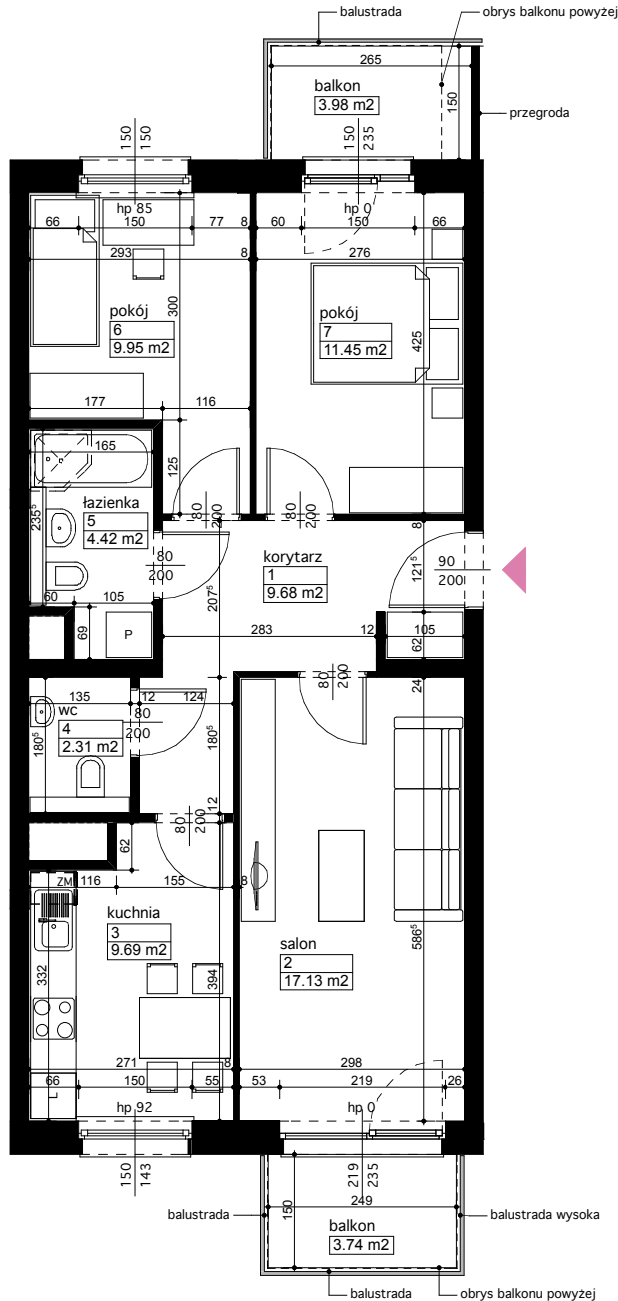 balustrada
obrys balkonu powyżej
265
balkon
3.98 m2
150
przegroda
150
150
150
235
hp 85
hp 0
66
150
77
8
60
150
66
293
8
276
pokój
6
9.95 m2
300
pokój
7
11.45 m2
425
177
116
165
125
łazienka
5
4.42 m2
235⁵
80
200
80
200
korytarz
1
9.68 m2
8
121⁵
90
200
80
200
207⁵
60
105
69
P
283
12
105
62
24
80
200
135
12
124
wc
4
2.31 m2
80
200
180⁵
180⁵
12
80
200
62
ZM
116
155
8
kuchnia
3
9.69 m2
332
394
salon
2
17.13 m2
586⁵
271
8
298
66
150
55
53
219
26
hp 92
hp 0
150
143
219
235
150
249
balustrada
balustrada wysoka
balkon
3.74 m2
balustrada
obrys balkonu powyżej